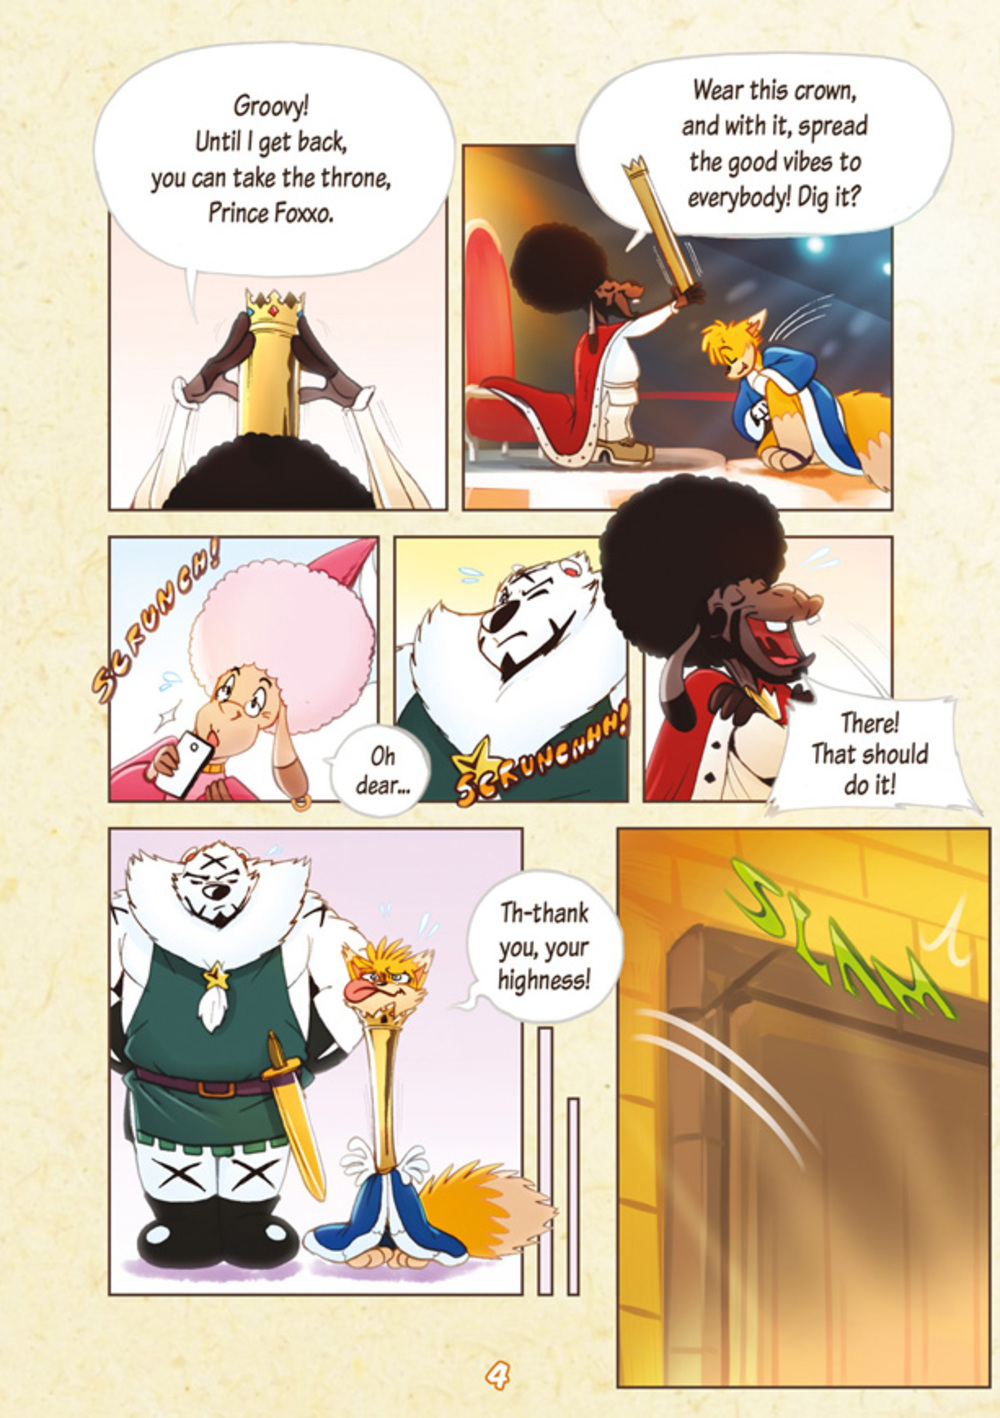 Groovy!
Until I get back,
you can take the throne,
Prince Foxxo.
Wear this crown,
and with it, spread
the good vibes to
everybody! Dig it?
SCRUNCH!
Oh
dear...
SCRUNCHHH!
There!
That should
do it!
Th-thank
you, your
highness!
SLAM
4